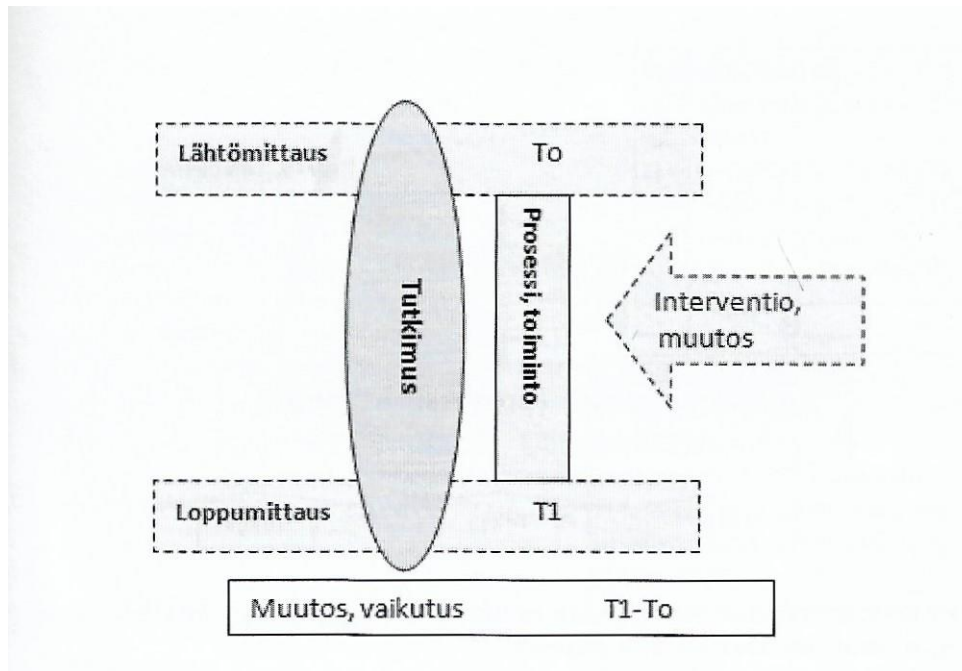 Lähtömittaus To
Tutkimus
Prosessi, toiminto
Interventio,
muutos
Loppumittaus T1
Muutos, vaikutus T1-To